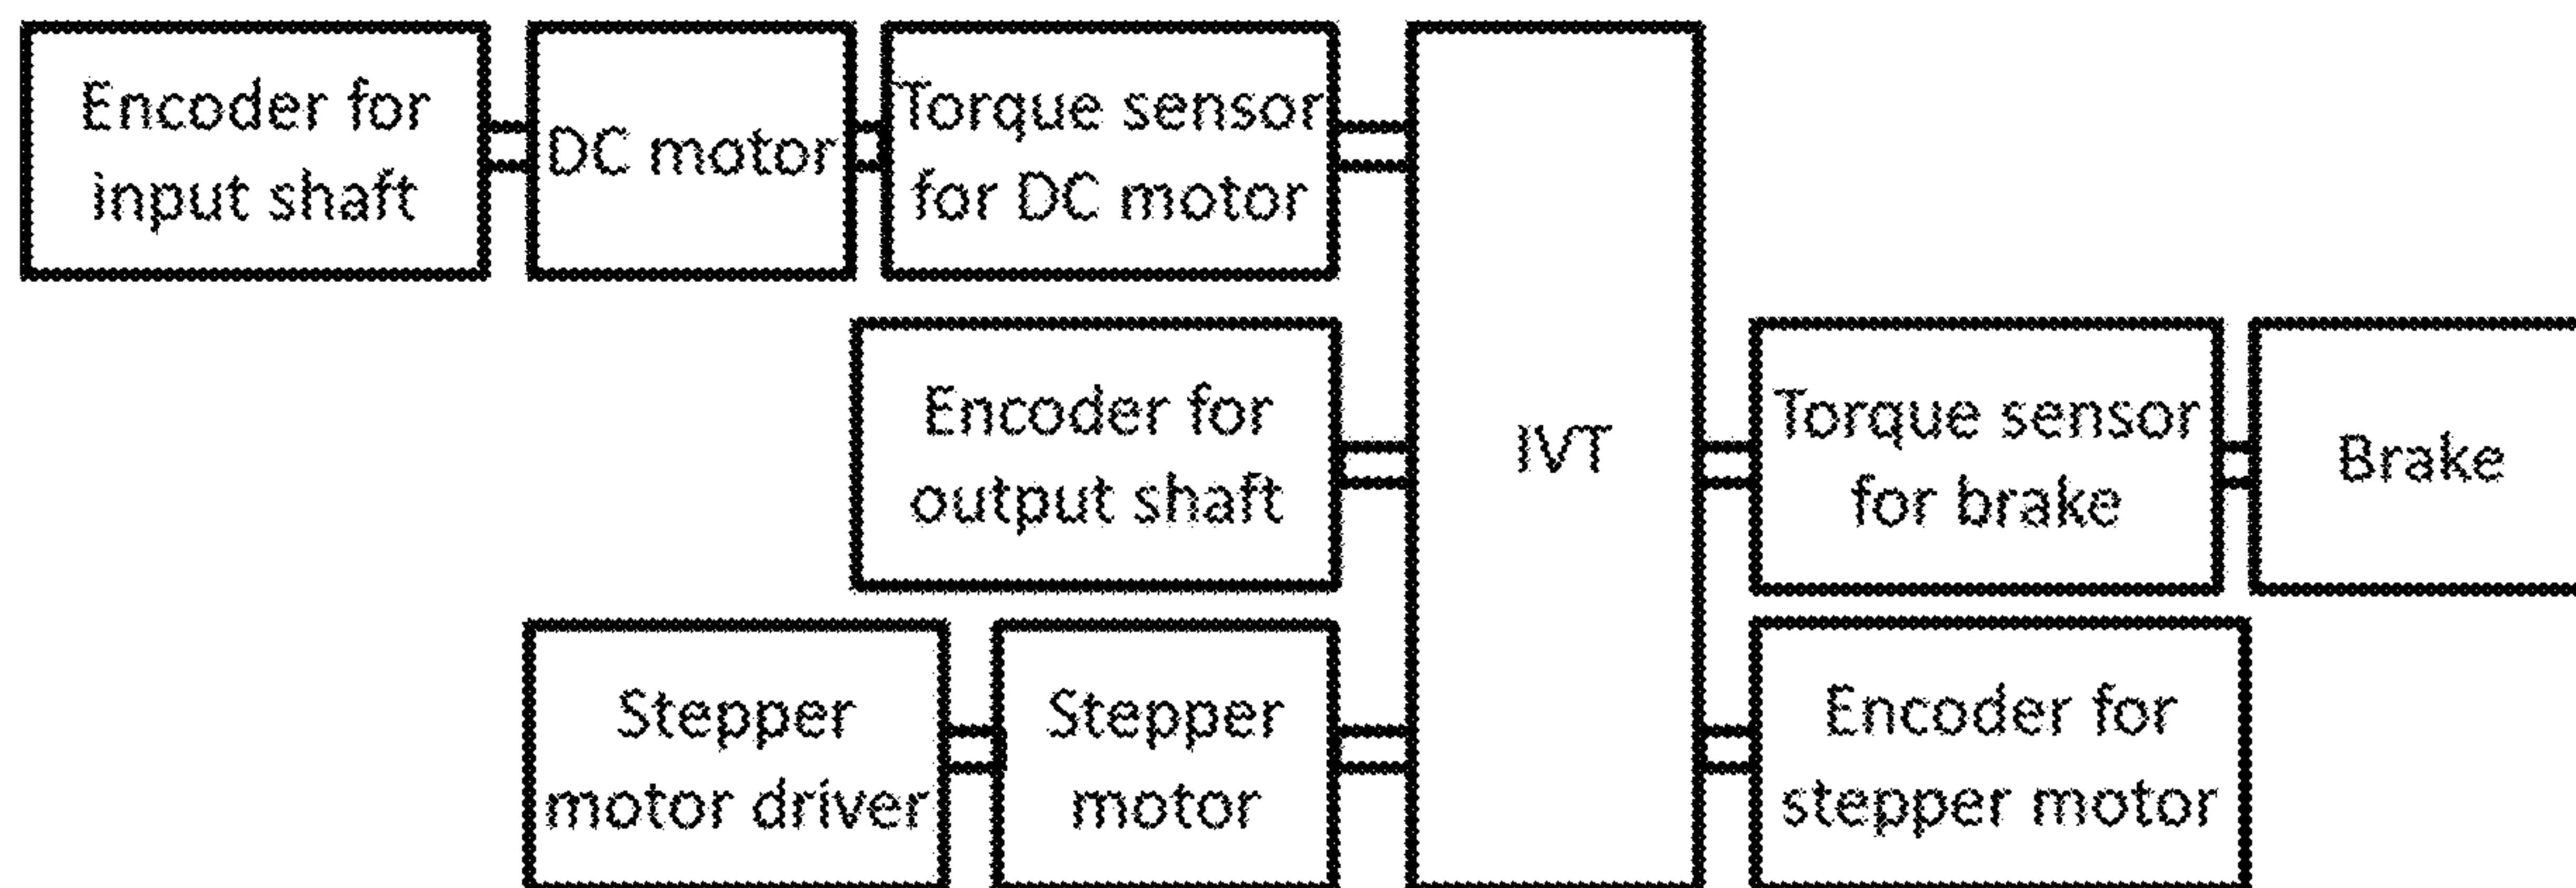 Encoder for
input shaft
DC motor
Torque sensor
for DC motor
Encoder for
output shaft
IVT
Torque sensor
for brake
Brake
Stepper
motor driver
Stepper
motor
Encoder for
stepper motor